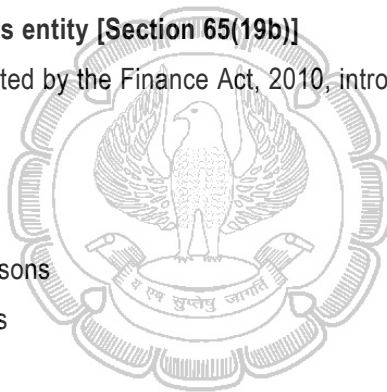 s entity [Section 65(19b)]
ted by the Finance Act, 2010, intro
sons
य एष सुप्तेषु जागर्ति
s